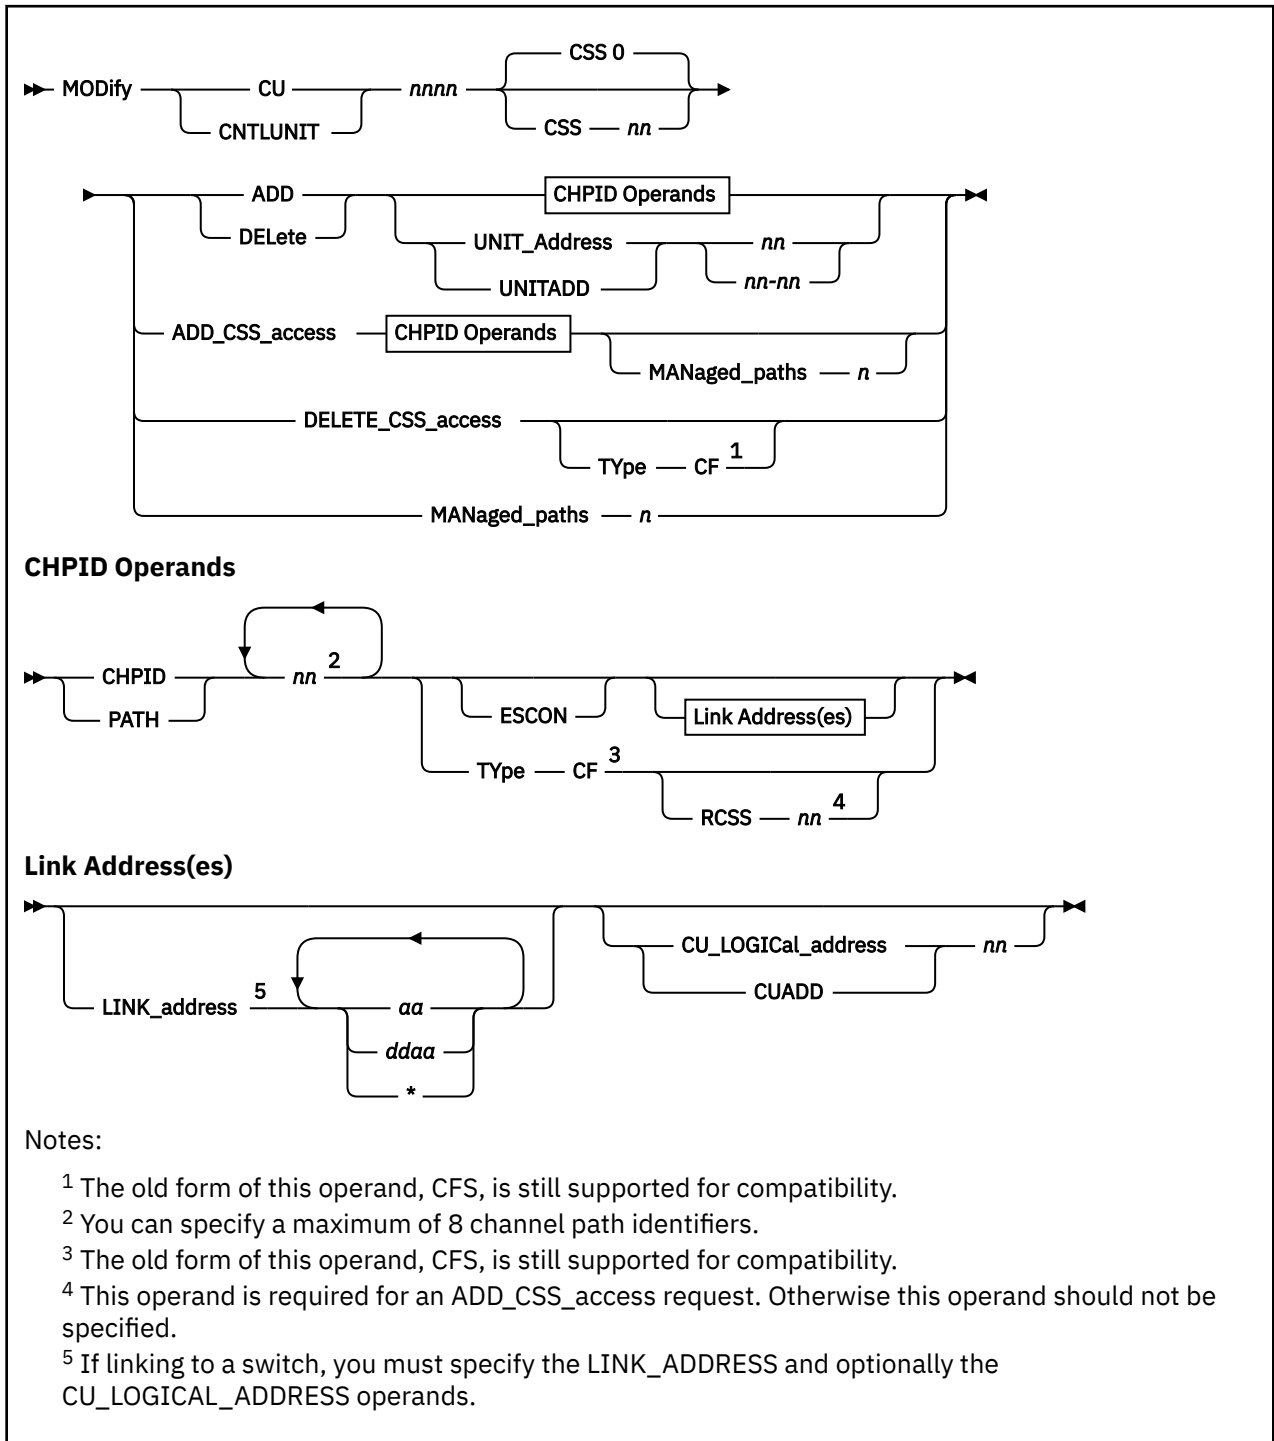 CSS 0
MODify CU nnnn
CNTLUNIT CSS nn
ADD CHPID Operands
DELete UNIT_Address nn
UNITADD nn-nn
ADD_CSS_access CHPID Operands
MANaged_paths n
DELETE_CSS_access
TYpe CF 1
MANaged_paths n
CHPID Operands
CHPID nn 2
PATH ESCON Link Address(es)
TYpe CF 3
RCSS nn 4
Link Address(es)
CU_LOGICal_address nn
LINK_address 5 aa CUADD
ddaa
*
Notes:
1 The old form of this operand, CFS, is still supported for compatibility.
2 You can specify a maximum of 8 channel path identifiers.
3 The old form of this operand, CFS, is still supported for compatibility.
4 This operand is required for an ADD_CSS_access request. Otherwise this operand should not be
specified.
5 If linking to a switch, you must specify the LINK_ADDRESS and optionally the
CU_LOGICAL_ADDRESS operands.